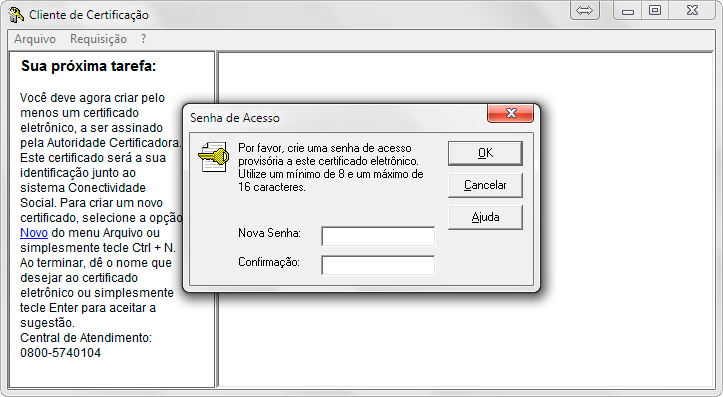 Cliente de Certificação
Arquivo Requisição ?
Sua próxima tarefa:
Você deve agora criar pelo
menos um certificado
eletrônico, a ser assinado
pela Autoridade Certificadora.
Este certificado será a sua
identificação junto ao
sistema Conectividade
Social. Para criar um novo
certificado, selecione a opção
Novo do menu Arquivo ou
simplesmente tecle Ctrl + N.
Ao terminar, dê o nome que
desejar ao certificado
eletrônico ou simplesmente
tecle Enter para aceitar a
sugestão.
Central de Atendimento:
0800-5740104
Senha de Acesso
Por favor, crie uma senha de acesso
provisória a este certificado eletrônico.
Utilize um mínimo de 8 e um máximo de
16 caracteres.
Nova Senha:
Confirmação:
OK
Cancelar
Ajuda